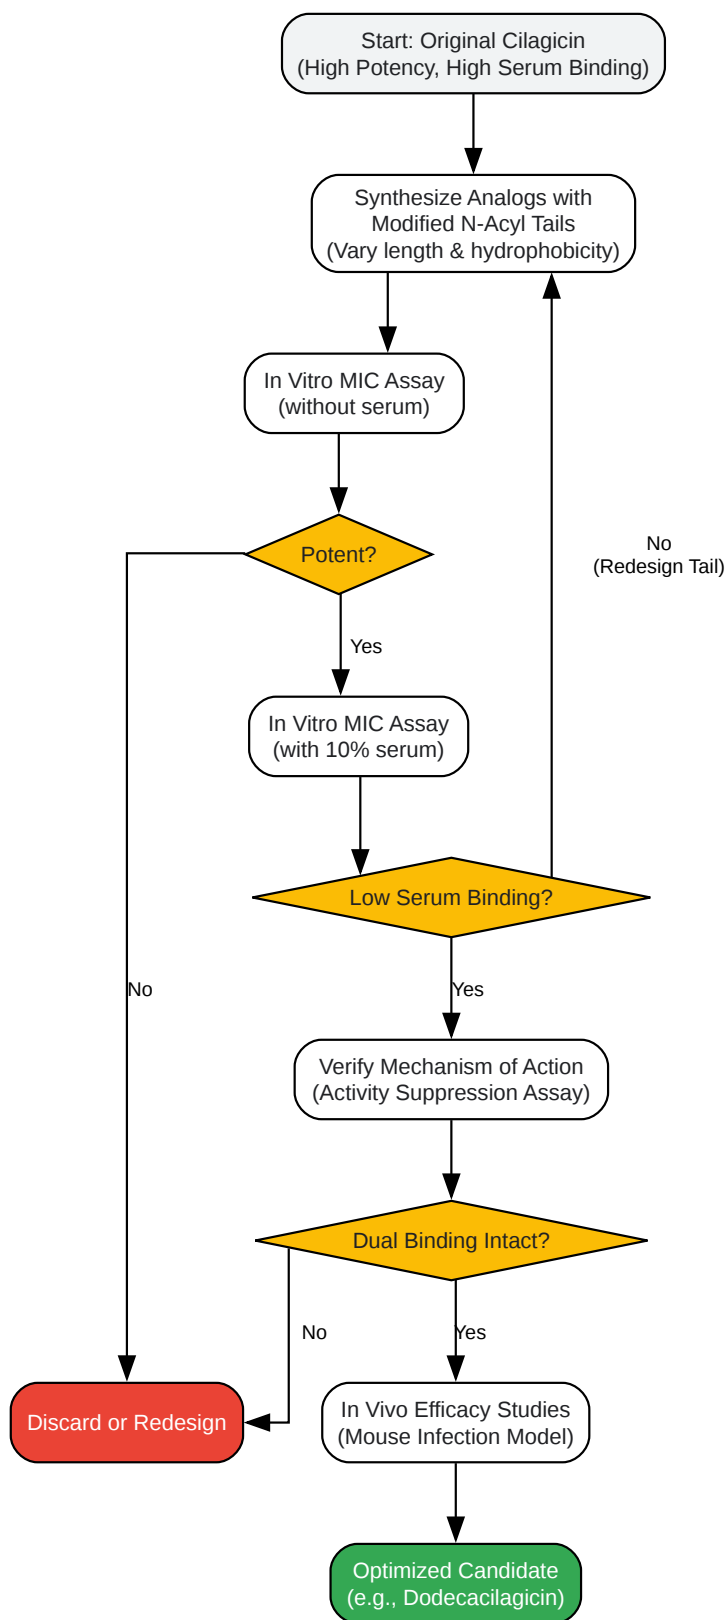 Start: Original Cilagicin
(High Potency, High Serum Binding)
Synthesize Analogs with
Modified N-Acyl Tails
(Vary length & hydrophobicity)
In Vitro MIC Assay
(without serum)
Potent?
No
(Redesign Tail)
Yes
In Vitro MIC Assay
(with 10% serum)
Low Serum Binding?
No
Yes
Verify Mechanism of Action
(Activity Suppression Assay)
Dual Binding Intact?
No
Yes
Discard or Redesign
In Vivo Efficacy Studies
(Mouse Infection Model)
Optimized Candidate
(e.g., Dodecacilagicin)